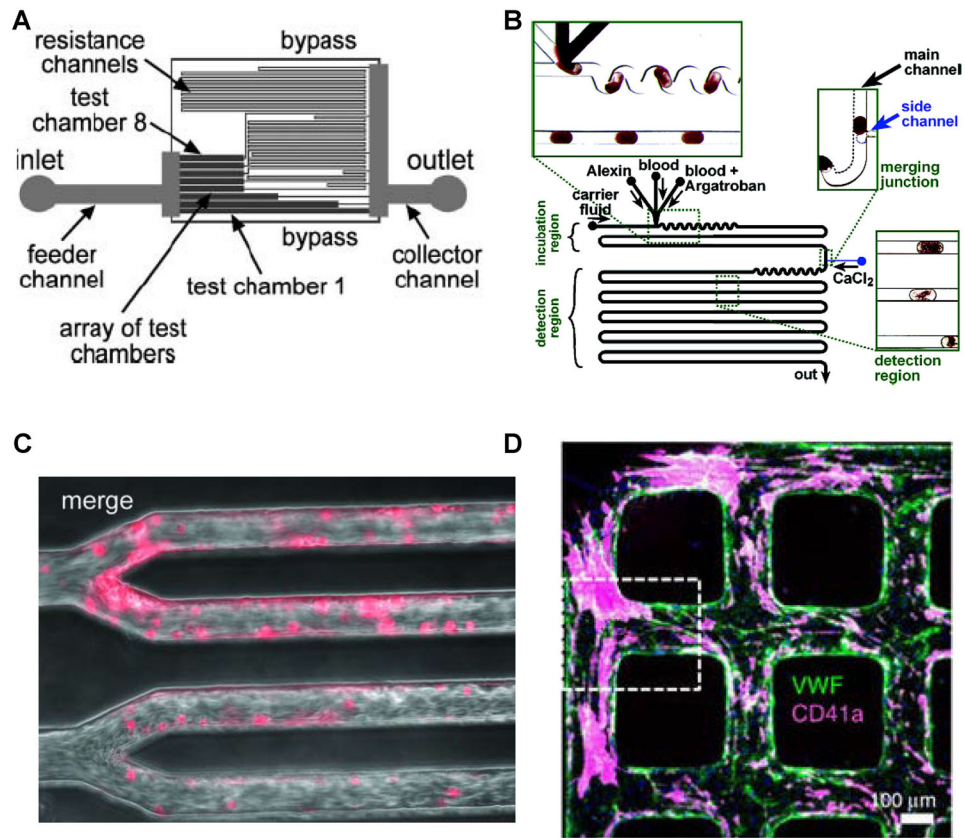 A
resistance
channels
bypass
test
chamber 8
inlet
outlet
feeder
channel
bypass
collector
channel
test chamber 1
array of test
chambers
B
main
channel
side
channel
merging
junction
Alexin
blood
blood +
Argatroban
carrier
fluid
incubation
region
CaCl2
detection
region
detection
region
out
C
merge
D
VWF
CD41a
100 µm